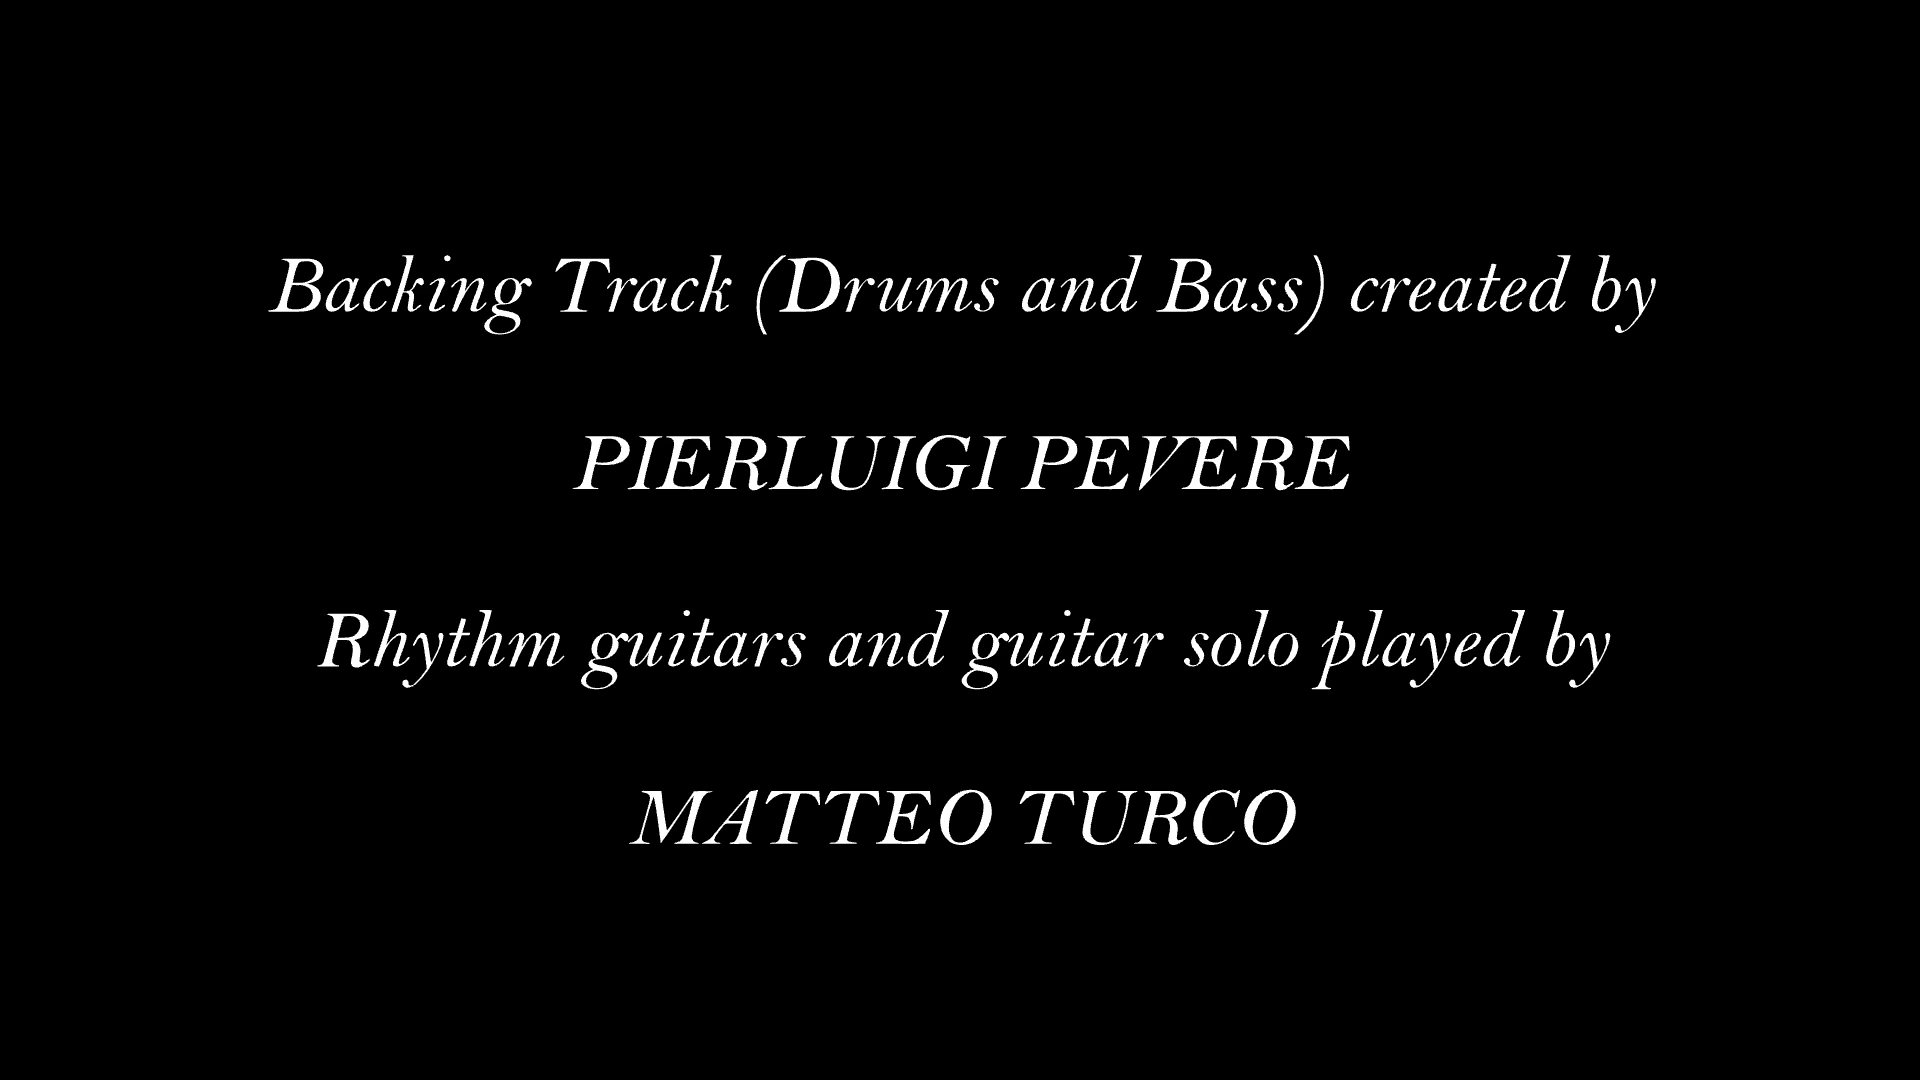 Backing Track (Drums and Bass) created by
PIERLUIGI PEVERE
Rhythm guitars and guitar solo played by
MATTEO TURCO